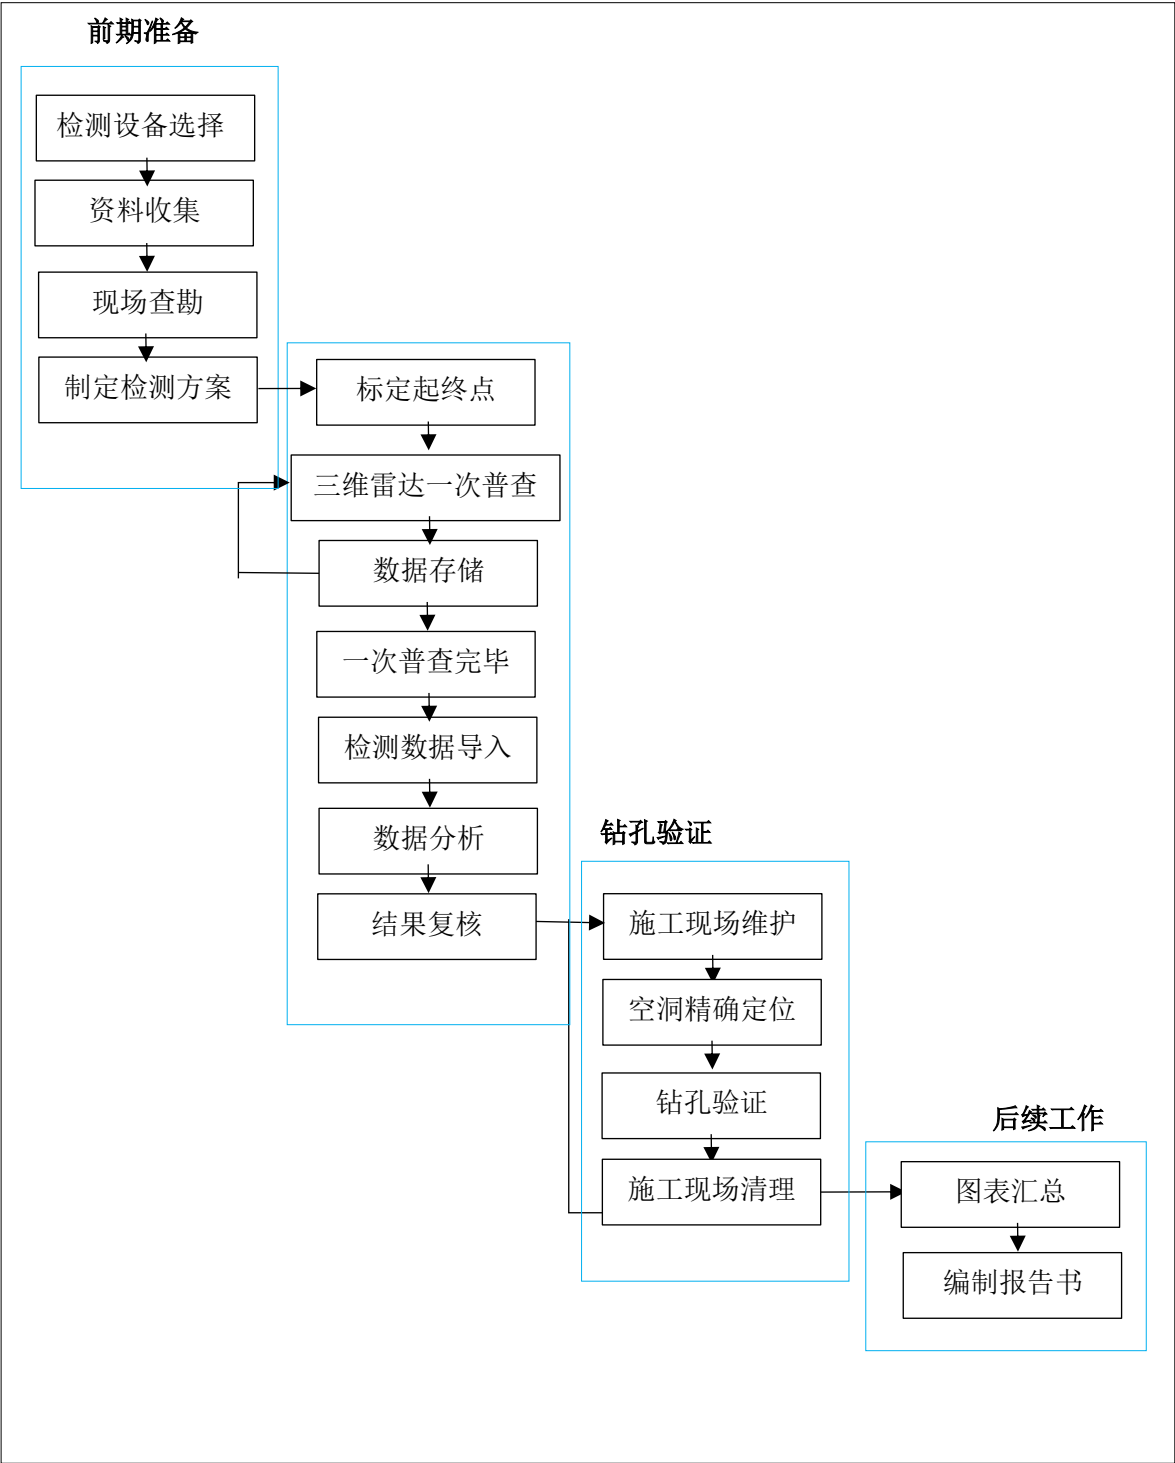 前期准备
检测设备选择
资料收集
现场查勘
制定检测方案
标定起终点
三维雷达一次普查
数据存储
一次普查完毕
检测数据导入
数据分析
结果复核
钻孔验证
施工现场维护
空洞精确定位
钻孔验证
施工现场清理
后续工作
图表汇总
编制报告书